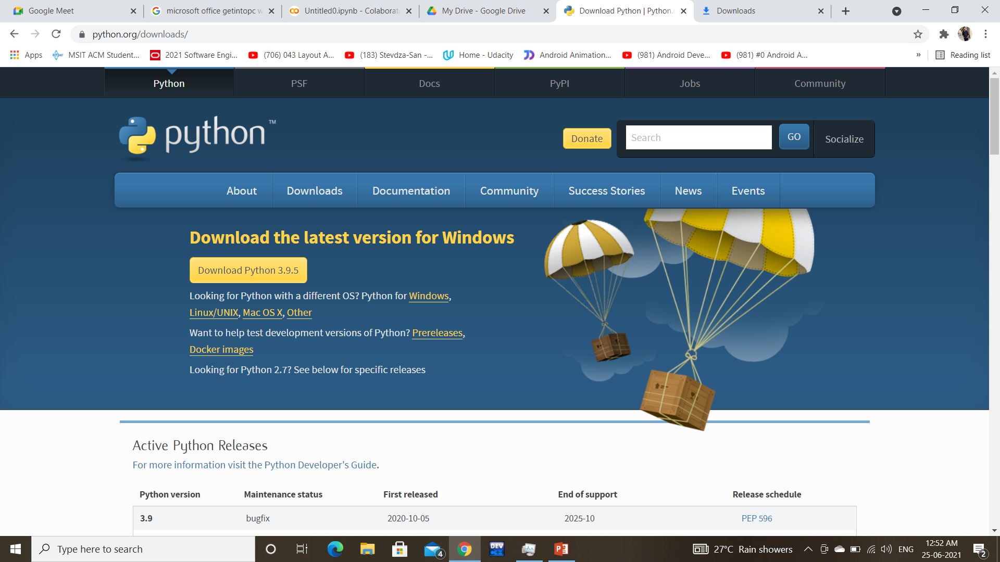 Google Meet
microsoft office getintopc w
Untitled0.ipynb - Colaborat
My Drive - Google Drive
Download Python | Python.
Downloads
python.org/downloads/
Apps
MSIT ACM Student...
2021 Software Engi...
(706) 043 Layout A...
(183) Stevdza-San -...
Home - Udacity
Android Animation...
(981) Android Deve...
(981) #0 Android A...
»
Reading list
Python
PSF
Docs
PyPI
Jobs
Community
python™
Donate
Search
GO
Socialize
About
Downloads
Documentation
Community
Success Stories
News
Events
Download the latest version for Windows
Download Python 3.9.5
Looking for Python with a different OS? Python for Windows,
Linux/UNIX, Mac OS X, Other
Want to help test development versions of Python? Prereleases,
Docker images
Looking for Python 2.7? See below for specific releases
Active Python Releases
For more information visit the Python Developer's Guide.
Python version Maintenance status First released End of support Release schedule
3.9 bugfix 2020-10-05 2025-10 PEP 596
Type here to search
4
DEV
C++
P
27°C Rain showers
ENG
12:52 AM
25-06-2021
2